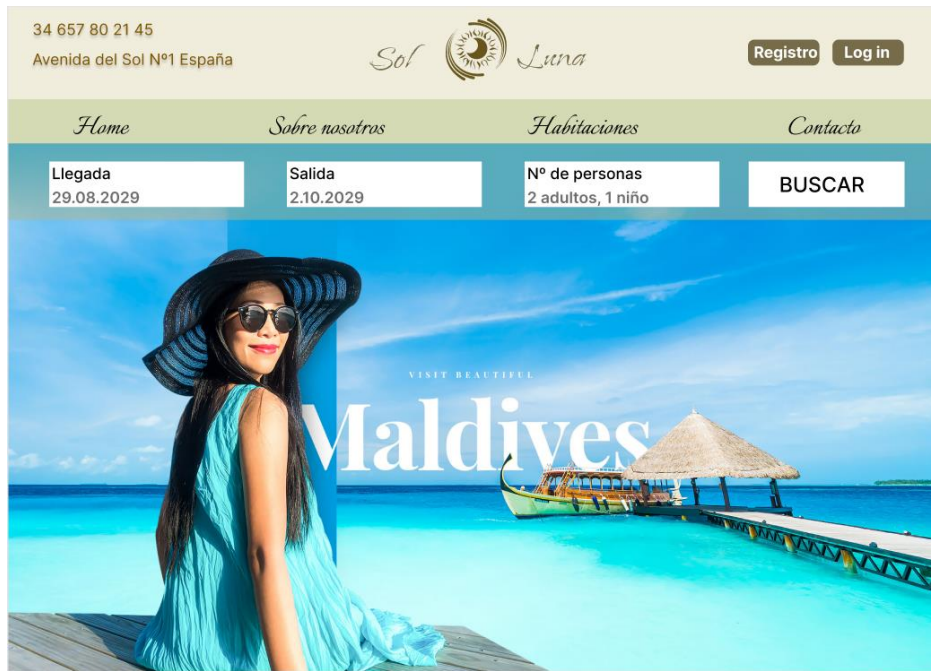 34 657 80 21 45
Avenida del Sol Nº1 España
Sol Luna
Registro Log in
Home Sobre nosotros Habitaciones Contacto
Llegada Salida Nº de personas
29.08.2029 2.10.2029 2 adultos, 1 niño
BUSCAR
VISIT BEAUTIFUL
Maldives